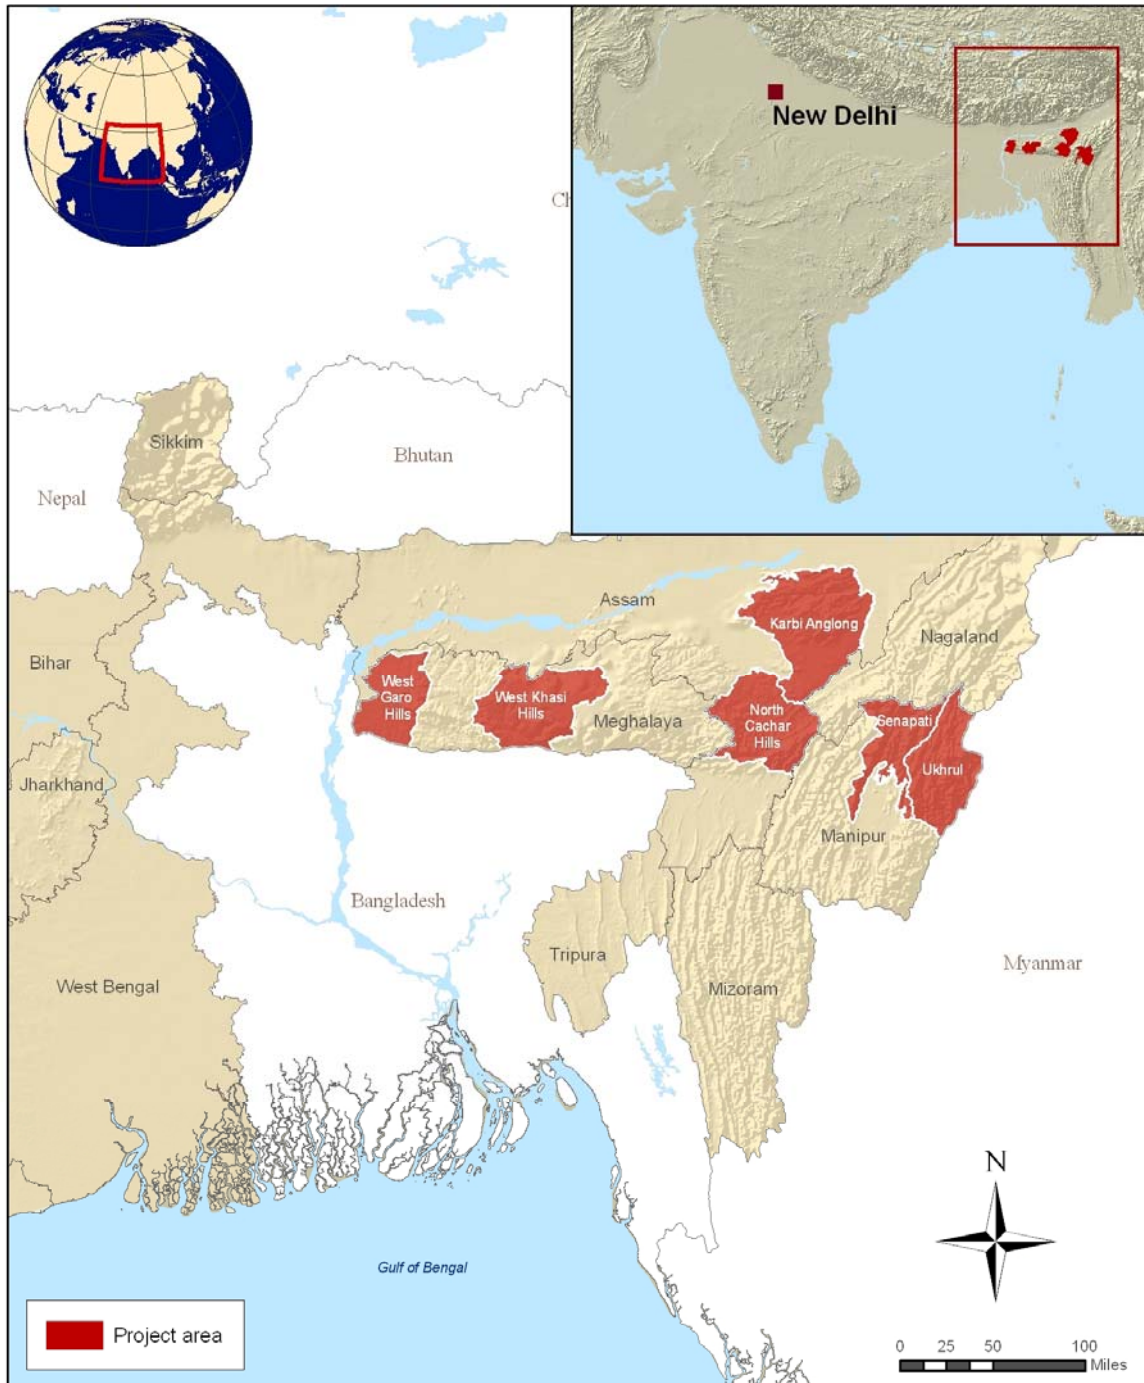 New Delhi
Ch
Sikkim
Bhutan
Nepal
Assam
Karbi Anglong
Nagaland
Bihar
West
Garo
Hills
West Khasi
Hills
Meghalaya
North
Cachar
Hills
Senapati
Ukhrul
Jharkhand
Manipur
Bangladesh
Tripura
Myanmar
West Bengal
Mizoram
N
Gulf of Bengal
Project area
0 25 50 100
Miles